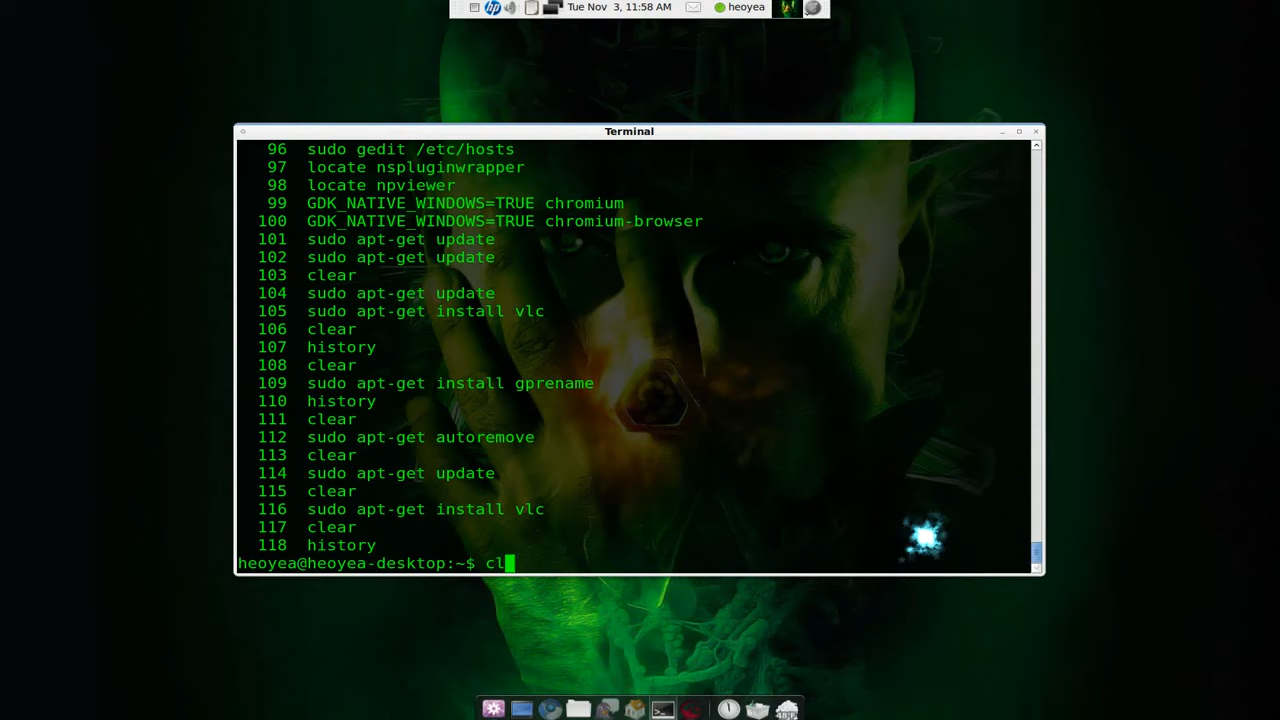 Tue Nov 3, 11:58 AM
heoyea
Terminal
96 sudo gedit /etc/hosts
97 locate nspluginwrapper
98 locate npviewer
99 GDK_NATIVE_WINDOWS=TRUE chromium
100 GDK_NATIVE_WINDOWS=TRUE chromium-browser
101 sudo apt-get update
102 sudo apt-get update
103 clear
104 sudo apt-get update
105 sudo apt-get install vlc
106 clear
107 history
108 clear
109 sudo apt-get install gprename
110 history
111 clear
112 sudo apt-get autoremove
113 clear
114 sudo apt-get update
115 clear
116 sudo apt-get install vlc
117 clear
118 history
heoyea@heoyea-desktop:~$ cl